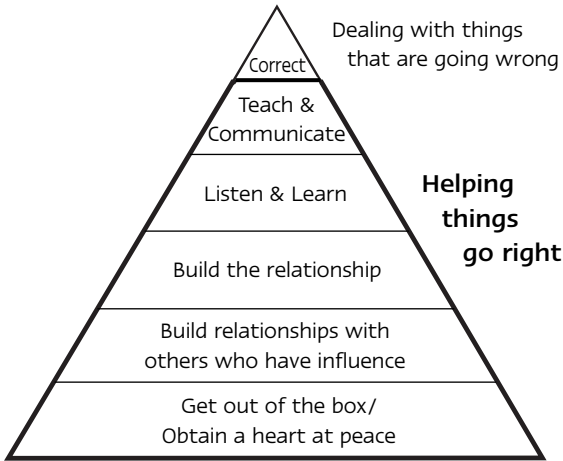 Dealing with things
that are going wrong
Correct
Teach &
Communicate
Helping
things
go right
Listen & Learn
Build the relationship
Build relationships with
others who have influence
Get out of the box/
Obtain a heart at peace